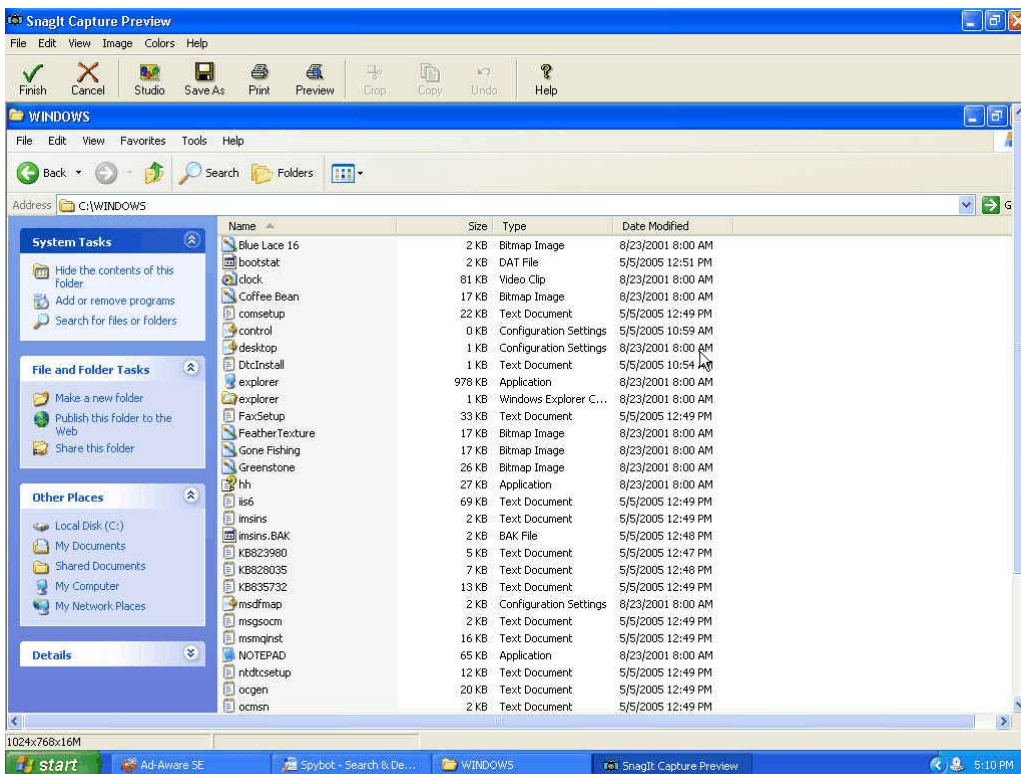 SnagIt Capture Preview
File Edit View Image Colors Help
Finish Cancel Studio Save As Print Preview Crop Copy Undo Help
WINDOWS
File Edit View Favorites Tools Help
Back Search Folders
Address C:\WINDOWS G
System Tasks
Hide the contents of this
folder
Add or remove programs
Search for files or folders
File and Folder Tasks
Make a new folder
Publish this folder to the
Web
Share this folder
Other Places
Local Disk (C:)
My Documents
Shared Documents
My Computer
My Network Places
Details
Name Size Type Date Modified
Blue Lace 16 2 KB Bitmap Image 8/23/2001 8:00 AM
bootstat 2 KB DAT File 5/5/2005 12:51 PM
clock 81 KB Video Clip 8/23/2001 8:00 AM
Coffee Bean 17 KB Bitmap Image 8/23/2001 8:00 AM
comsetup 22 KB Text Document 5/5/2005 12:49 PM
control 0 KB Configuration Settings 5/5/2005 10:59 AM
desktop 1 KB Configuration Settings 8/23/2001 8:00 AM
DtcInstall 1 KB Text Document 5/5/2005 10:54
explorer 978 KB Application 8/23/2001 8:00 AM
explorer 1 KB Windows Explorer C... 8/23/2001 8:00 AM
FaxSetup 33 KB Text Document 5/5/2005 12:49 PM
FeatherTexture 17 KB Bitmap Image 8/23/2001 8:00 AM
Gone Fishing 17 KB Bitmap Image 8/23/2001 8:00 AM
Greenstone 26 KB Bitmap Image 8/23/2001 8:00 AM
hh 27 KB Application 8/23/2001 8:00 AM
iis6 69 KB Text Document 5/5/2005 12:49 PM
imsins 2 KB Text Document 5/5/2005 12:49 PM
imsins.BAK 2 KB BAK File 5/5/2005 12:48 PM
KB823980 5 KB Text Document 5/5/2005 12:47 PM
KB828035 7 KB Text Document 5/5/2005 12:48 PM
KB835732 13 KB Text Document 5/5/2005 12:49 PM
msdfmap 2 KB Configuration Settings 8/23/2001 8:00 AM
msgsocm 2 KB Text Document 5/5/2005 12:49 PM
msmqinst 16 KB Text Document 5/5/2005 12:49 PM
NOTEPAD 65 KB Application 8/23/2001 8:00 AM
ntdtcsetup 12 KB Text Document 5/5/2005 12:49 PM
ocgen 20 KB Text Document 5/5/2005 12:49 PM
ocmsn 2 KB Text Document 5/5/2005 12:49 PM
1024x768x16M
start Ad-Aware SE Spybot - Search & De... WINDOWS SnagIt Capture Preview 5:10 PM